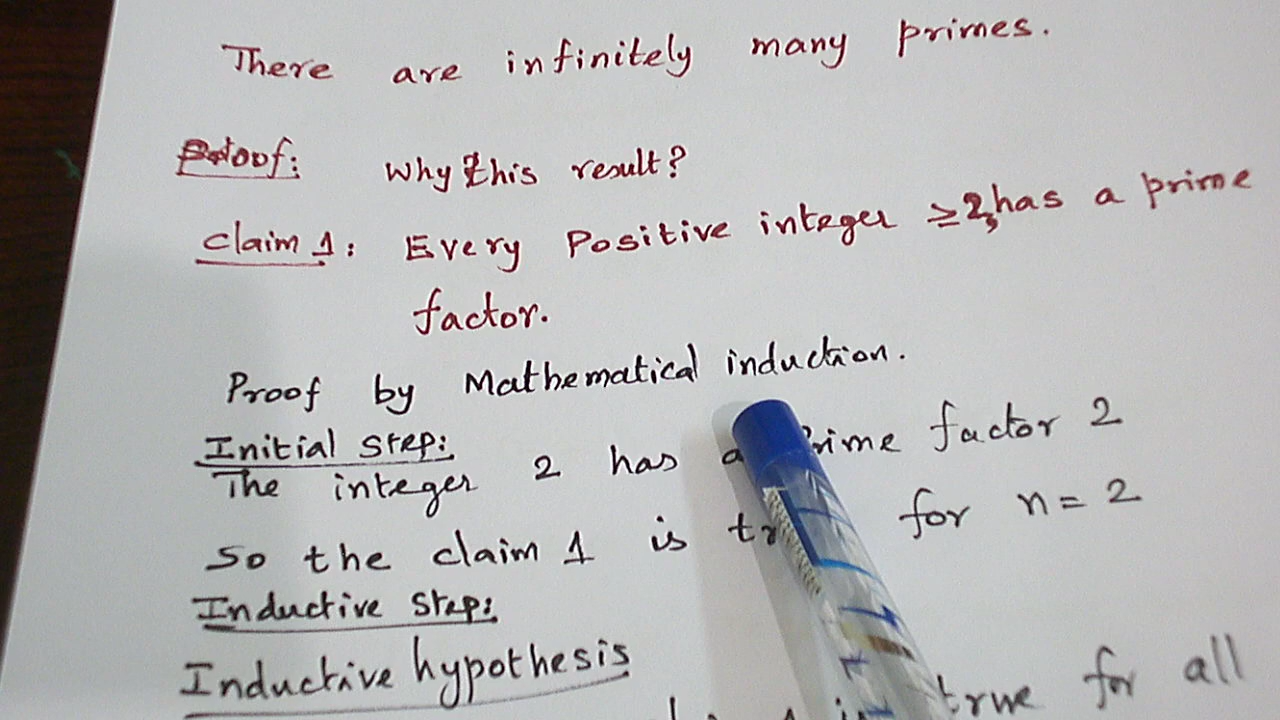 There are infinitely many primes.
Proof: Why this result?
Claim 1: Every Positive integer ≥2, has a prime
factor.
Proof by Mathematical induction.
Initial Step:
The integer 2 has a factor 2
So the claim 1 is for n = 2
Inductive Step:
Inductive hypothesis
true for all